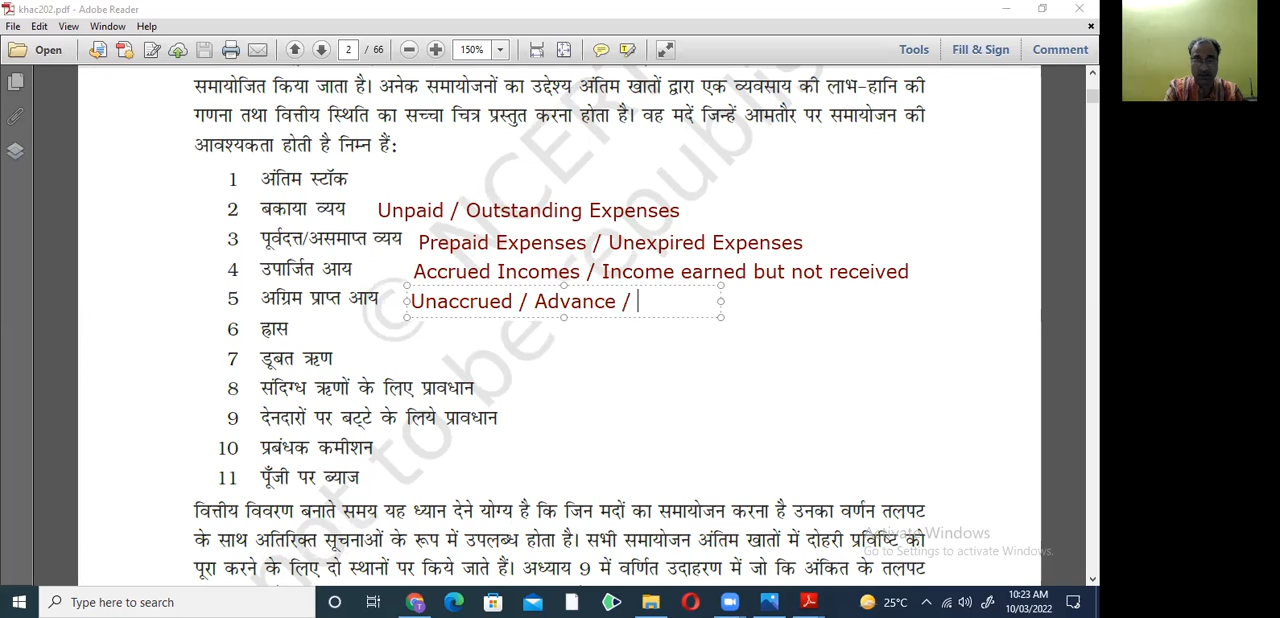 khac202.pdf - Adobe Reader
File Edit View Window Help
Open 2 / 66 150% Tools Fill & Sign Comment
समायोजित किया जाता है। अनेक समायोजनों का उद्देश्य अंतिम खातों द्वारा एक व्यवसाय की लाभ-हानि की
गणना तथा वित्तीय स्थिति का सच्चा चित्र प्रस्तुत करना होता है। वह मदें जिन्हें आमतौर पर समायोजन की
आवश्यकता होती है निम्न हैं:
1 अंतिम स्टॉक
2 बकाया व्यय Unpaid / Outstanding Expenses
3 पूर्वदत्त/असमाप्त व्यय Prepaid Expenses / Unexpired Expenses
4 उपार्जित आय Accrued Incomes / Income earned but not received
5 अग्रिम प्राप्त आय Unaccrued / Advance /
6 ह्रास
7 डूबत ऋण
8 संदिग्ध ऋणों के लिए प्रावधान
9 देनदारों पर बट्टे के लिये प्रावधान
10 प्रबंधक कमीशन
11 पूँजी पर ब्याज
वित्तीय विवरण बनाते समय यह ध्यान देने योग्य है कि जिन मदों का समायोजन करना है उनका वर्णन तलपट
के साथ अतिरिक्त सूचनाओं के रूप में उपलब्ध होता है। सभी समायोजन अंतिम खातों में दोहरी प्रविष्टि को
पूरा करने के लिए दो स्थानों पर किये जाते हैं। अध्याय 9 में वर्णित उदाहरण में जो कि अंकित के तलपट
© NCERT
not to be republi
Activate Windows
Go to Settings to activate Windows.
Type here to search 25°C 10:23 AM
10/03/2022